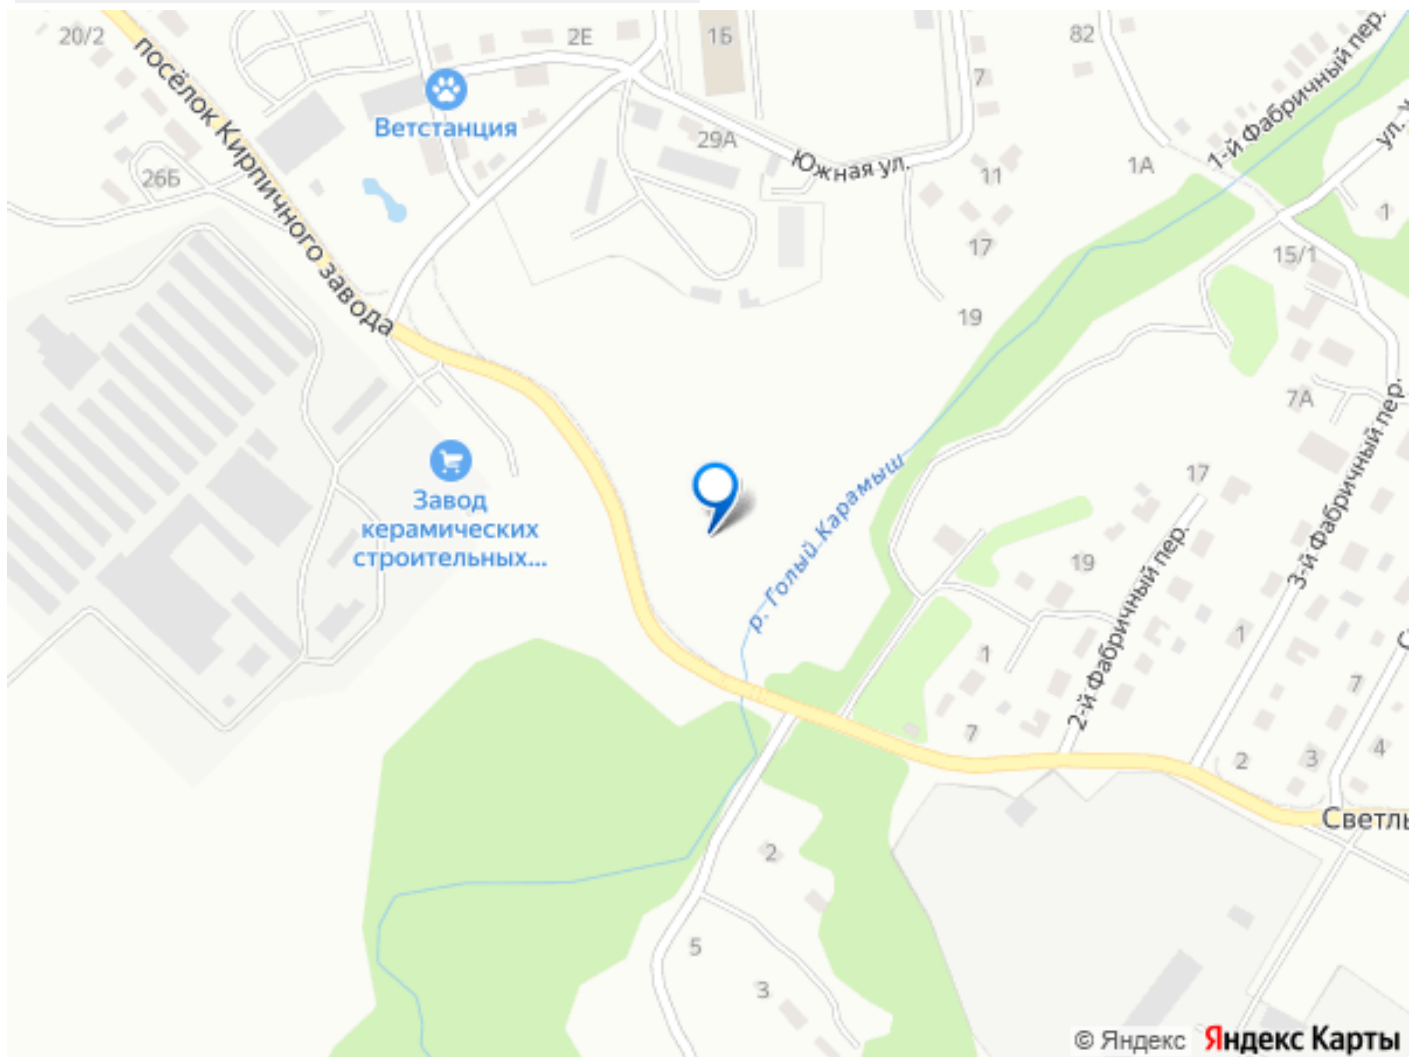 20/2
2Е
1Б
82
7
посёлок Кирпичного завода
Ветстанция
29А
Южная ул.
1-й Фабричный пер.
ул.
26Б
11
1А
1
17
15/1
19
7А
Завод
керамических
строительных...
р. Голый Карамыш
17
19
2-й Фабричный пер.
3-й Фабричный пер.
1
1
7
7
2
3
4
Светлы
2
5
3
© Яндекс Яндекс Карты